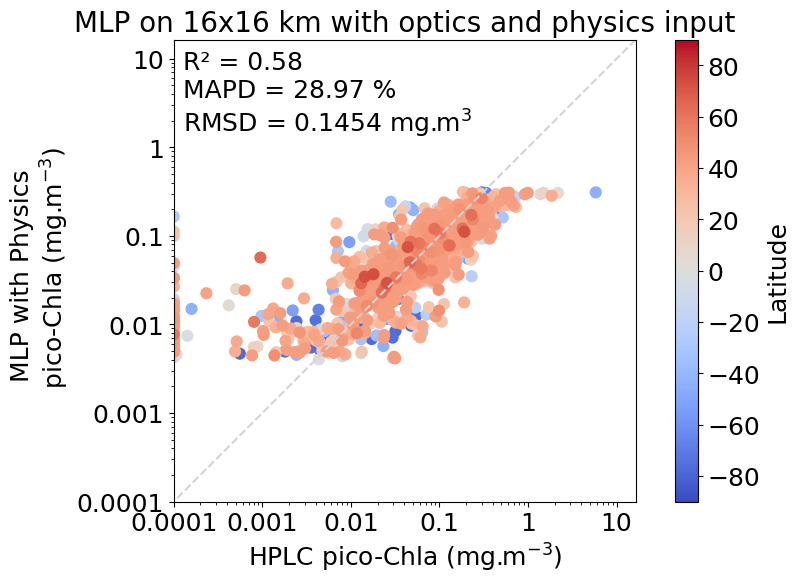 MLP on 16x16 km with optics and physics input
R² = 0.58
MAPD = 28.97 %
RMSD = 0.1454 mg.m³
10
1
0.1
0.01
0.001
0.0001
MLP with Physics
pico-Chla (mg.m⁻³)
0.0001
0.001
0.01
0.1
1
10
HPLC pico-Chla (mg.m⁻³)
80
60
40
20
0
−20
−40
−60
−80
Latitude